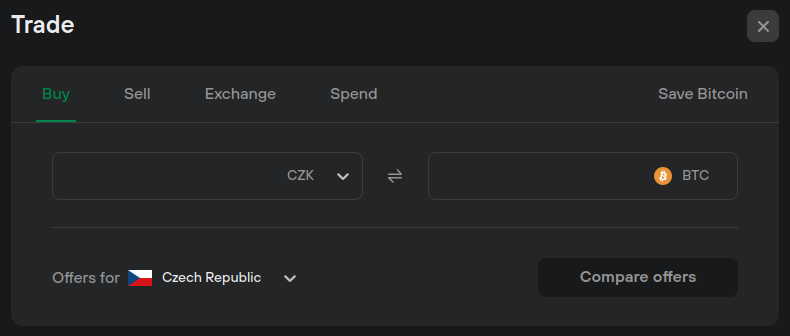 Trade
Buy Sell Exchange Spend Save Bitcoin
CZK BTC
Offers for Czech Republic Compare offers